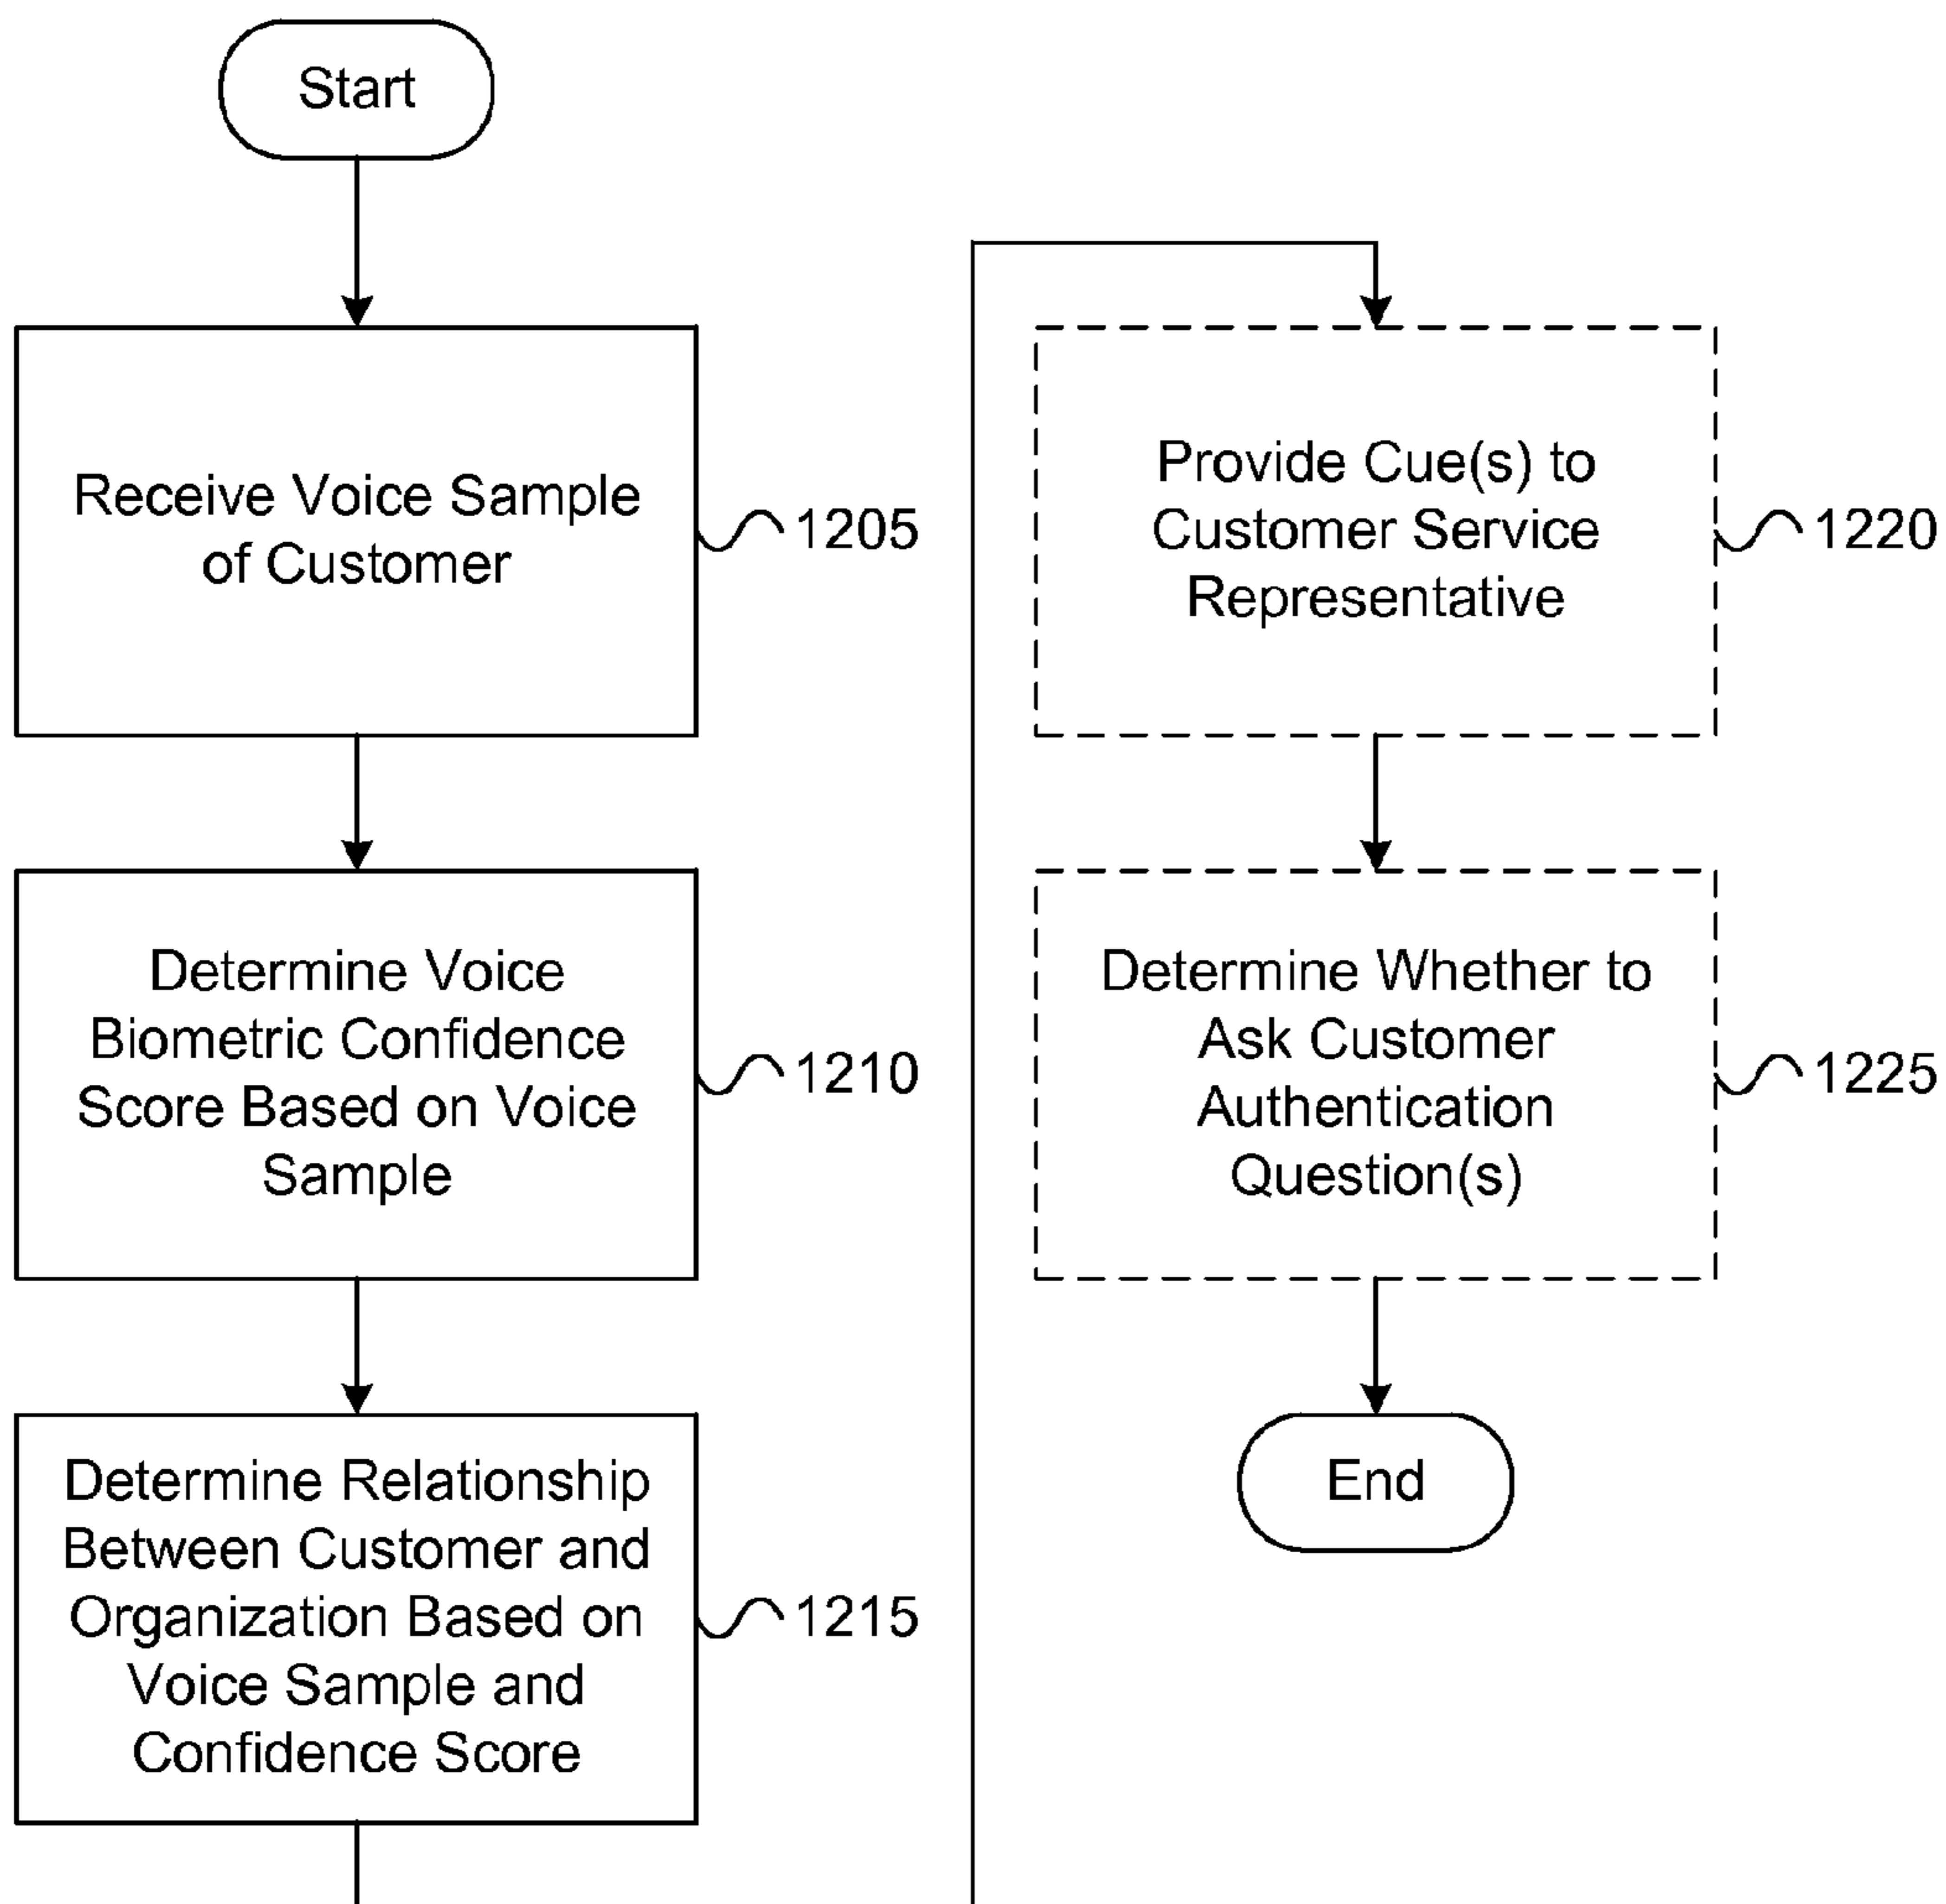 Start
Receive Voice Sample
of Customer
1205
Determine Voice
Biometric Confidence
Score Based on Voice
Sample
1210
Determine Relationship
Between Customer and
Organization Based on
Voice Sample and
Confidence Score
1215
Provide Cue(s) to
Customer Service
Representative
1220
Determine Whether to
Ask Customer
Authentication
Question(s)
1225
End